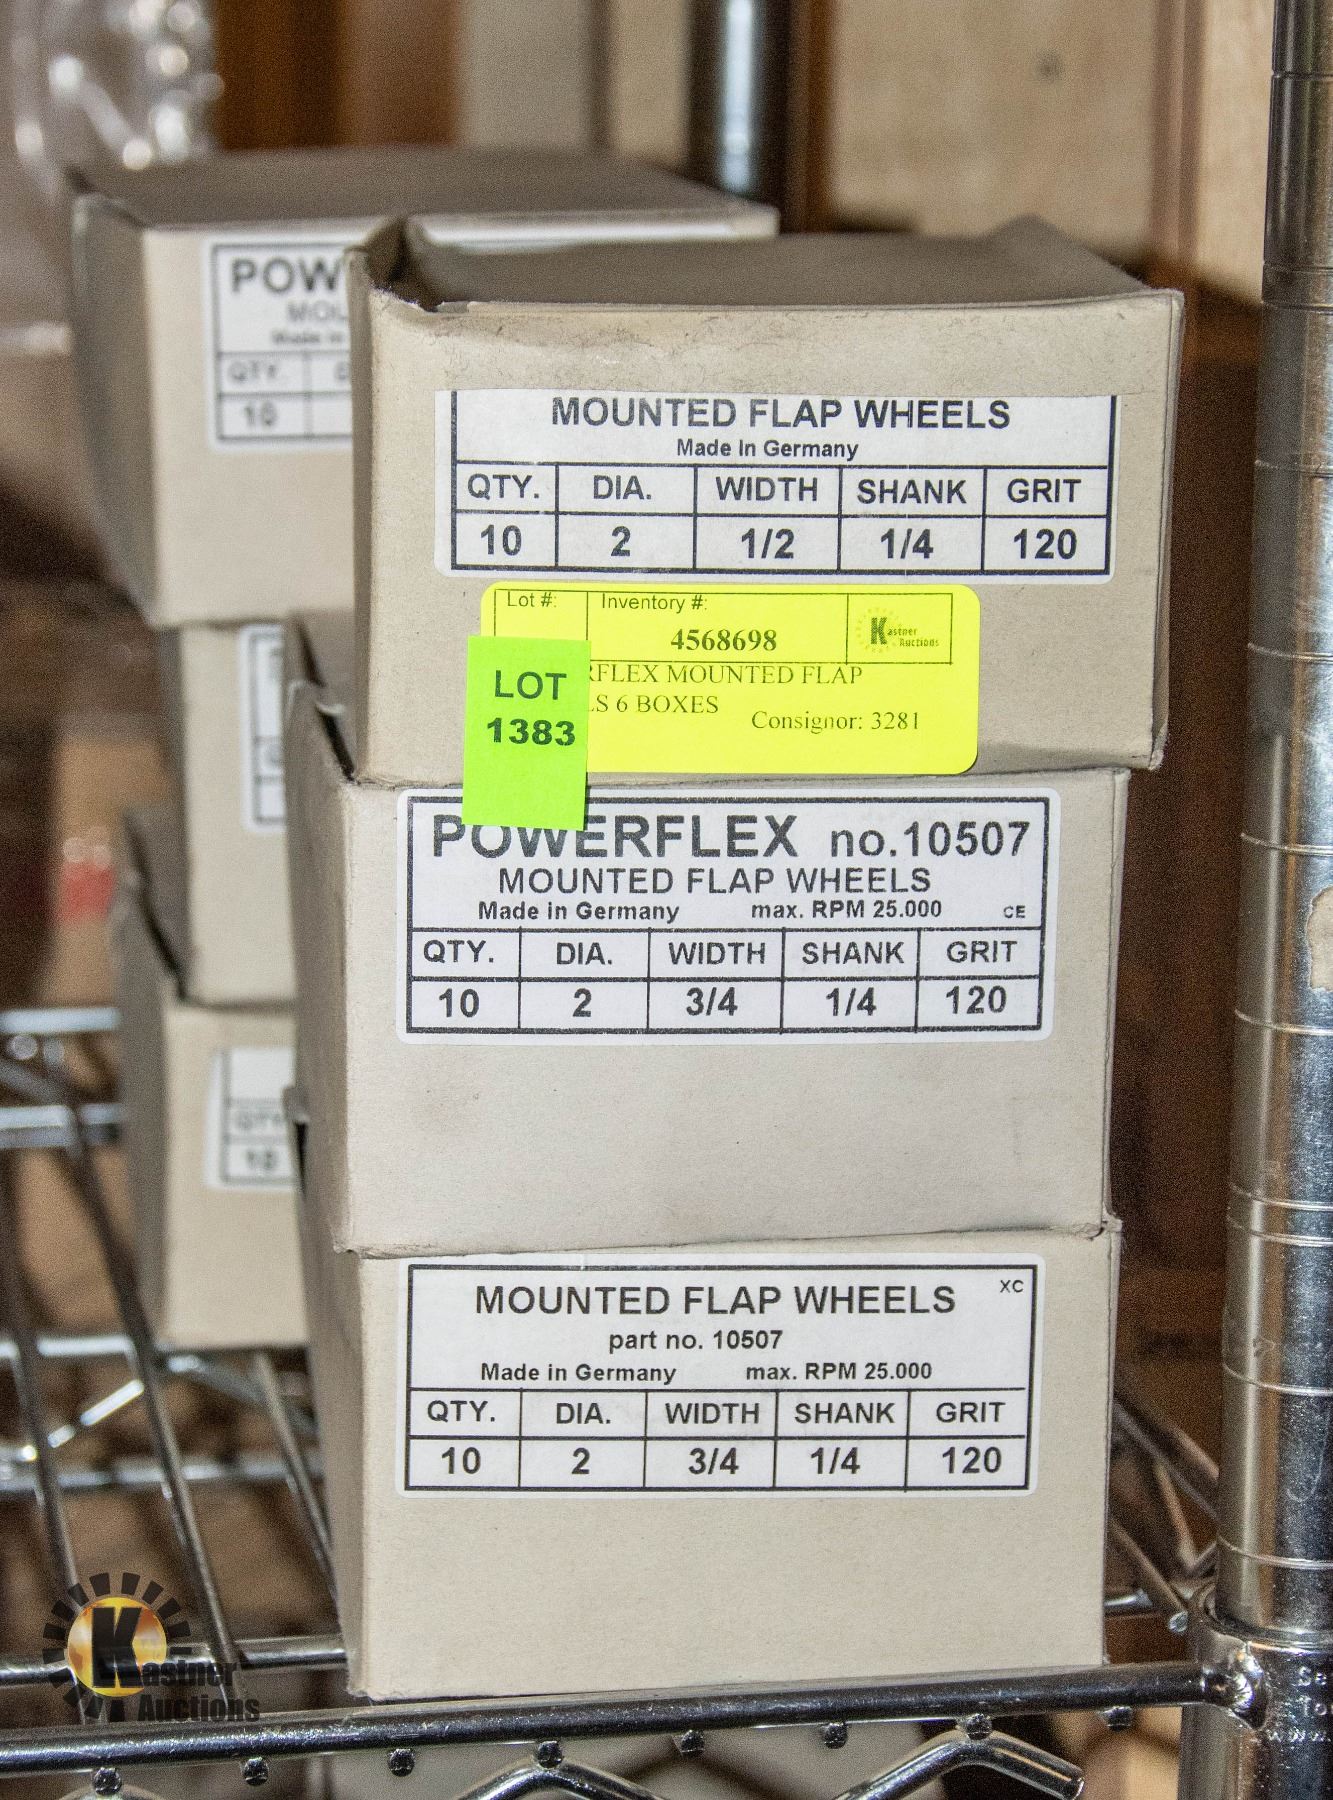 POW
MOU
Made in
QTY.
10
MOUNTED FLAP WHEELS
Made In Germany
QTY. DIA. WIDTH SHANK GRIT
10 2 1/2 1/4 120
Lot #: Inventory #:
4568698
Kastner Auctions
RFLEX MOUNTED FLAP
LS 6 BOXES
Consignor: 3281
LOT
1383
POWERFLEX no.10507
MOUNTED FLAP WHEELS
Made in Germany max. RPM 25.000 CE
QTY. DIA. WIDTH SHANK GRIT
10 2 3/4 1/4 120
QTY
10
MOUNTED FLAP WHEELS XC
part no. 10507
Made in Germany max. RPM 25.000
QTY. DIA. WIDTH SHANK GRIT
10 2 3/4 1/4 120
Kastner
Auctions